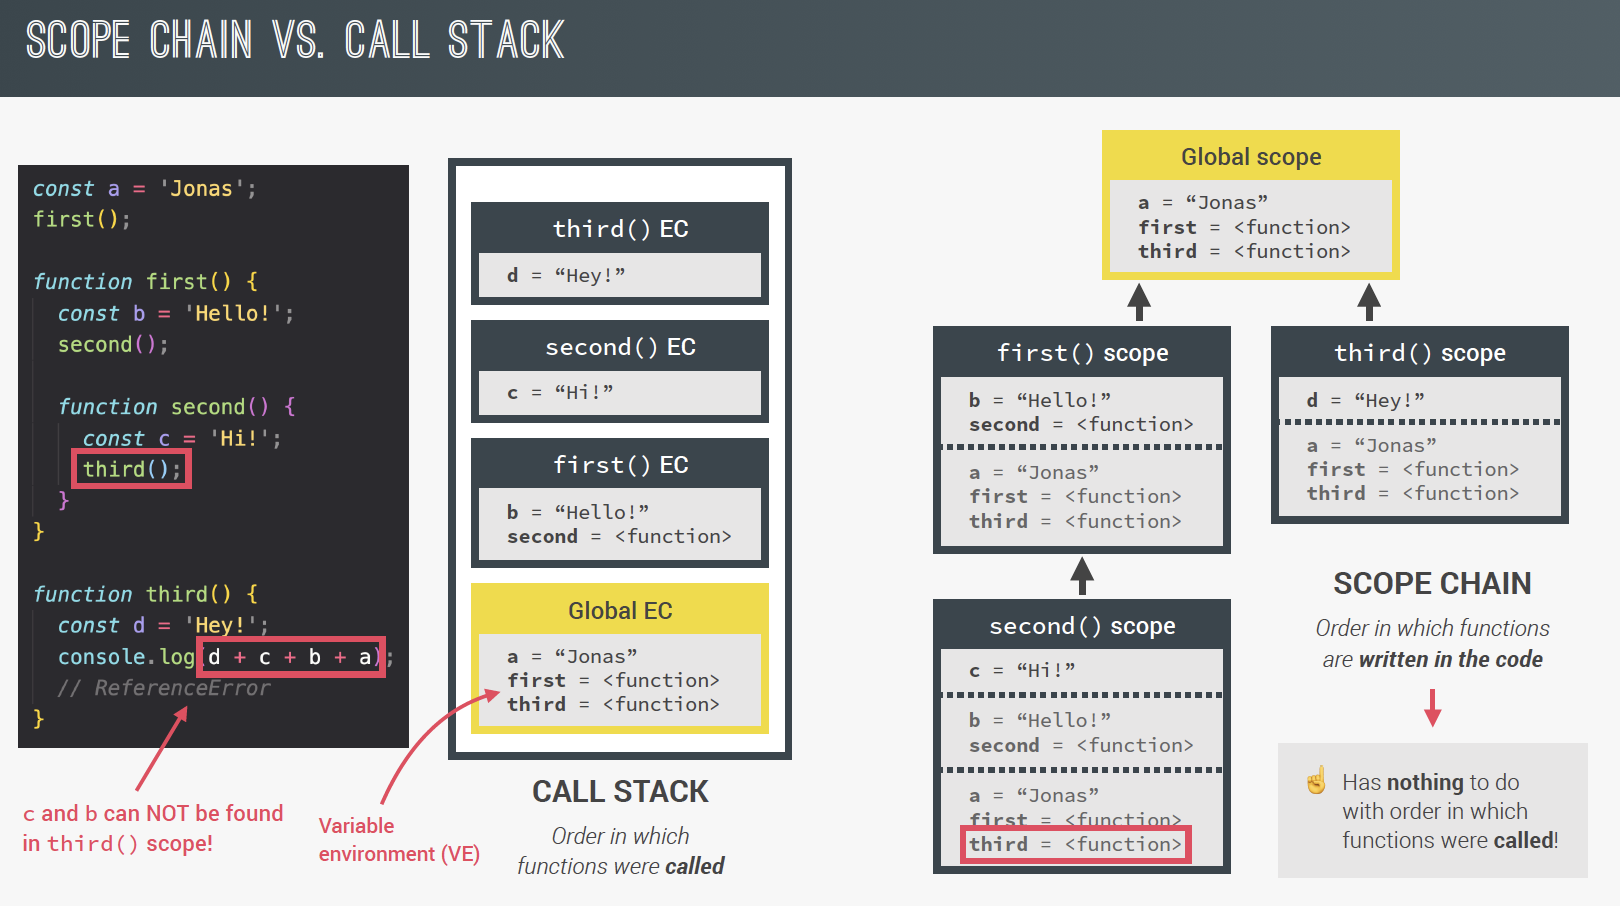 SCOPE CHAIN VS. CALL STACK
const a = 'Jonas';
first();
function first() {
const b = 'Hello!';
second();
function second() {
const c = 'Hi!';
third();
}
}
function third() {
const d = 'Hey!';
console.log(d + c + b + a);
// ReferenceError
}
c and b can NOT be found
in third() scope!
third() EC
d = “Hey!”
second() EC
c = “Hi!”
first() EC
b = “Hello!”
second = <function>
Global EC
a = “Jonas”
first = <function>
third = <function>
Variable
environment (VE)
CALL STACK
Order in which
functions were called
Global scope
a = “Jonas”
first = <function>
third = <function>
first() scope
b = “Hello!”
second = <function>
a = “Jonas”
first = <function>
third = <function>
second() scope
c = “Hi!”
b = “Hello!”
second = <function>
a = “Jonas”
first = <function>
third = <function>
third() scope
d = “Hey!”
a = “Jonas”
first = <function>
third = <function>
SCOPE CHAIN
Order in which functions
are written in the code
☝ Has nothing to do
with order in which
functions were called!